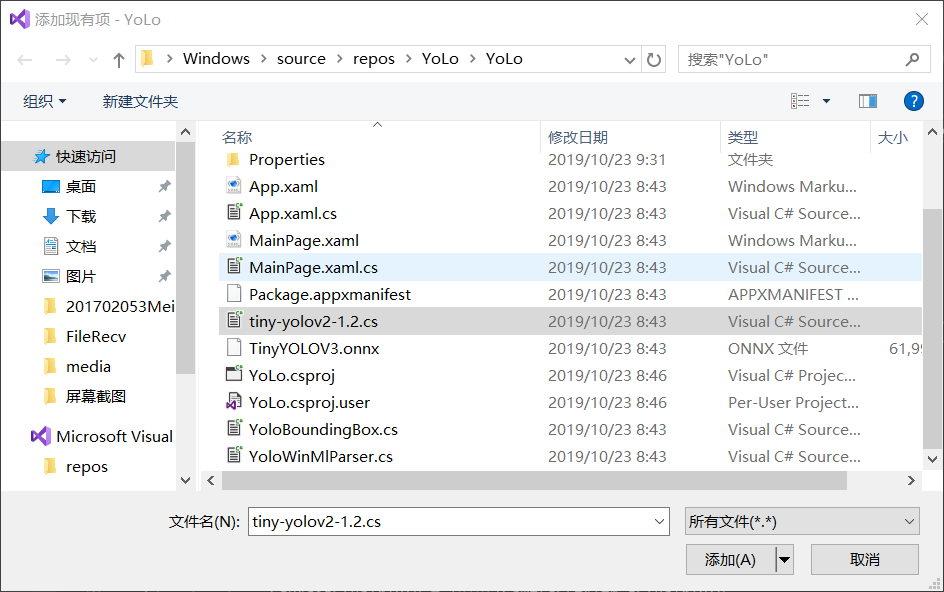 添加现有项 - YoLo
Windows source repos YoLo YoLo
搜索"YoLo"
组织 新建文件夹
?
名称 修改日期 类型 大小
快速访问
桌面
下载
文档
图片
201702053Mei
FileRecv
media
屏幕截图
Microsoft Visual
repos
Properties 2019/10/23 9:31 文件夹
App.xaml 2019/10/23 8:43 Windows Marku...
App.xaml.cs 2019/10/23 8:43 Visual C# Source...
MainPage.xaml 2019/10/23 8:43 Windows Marku...
MainPage.xaml.cs 2019/10/23 8:43 Visual C# Source...
Package.appxmanifest 2019/10/23 8:43 APPXMANIFEST ...
tiny-yolov2-1.2.cs 2019/10/23 8:43 Visual C# Source...
TinyYOLOV3.onnx 2019/10/23 8:43 ONNX 文件 61,99
YoLo.csproj 2019/10/23 8:46 Visual C# Projec...
YoLo.csproj.user 2019/10/23 8:46 Per-User Project...
YoloBoundingBox.cs 2019/10/23 8:43 Visual C# Source...
YoloWinMlParser.cs 2019/10/23 8:43 Visual C# Source...
文件名(N): tiny-yolov2-1.2.cs 所有文件(*.*)
添加(A) 取消